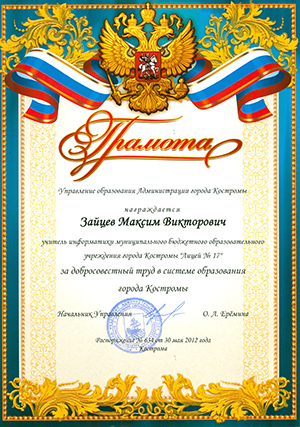 Грамота
Управление образования Администрации города Костромы
награждается
Зайцев Максим Викторович
учитель информатики муниципального бюджетного образовательного
учреждения города Костромы "Лицей № 17"
за добросовестный труд в системе образования
города Костромы
Начальник Управления О. Л. Ерёмина
Распоряжение № 634 от 30 мая 2012 года
Кострома